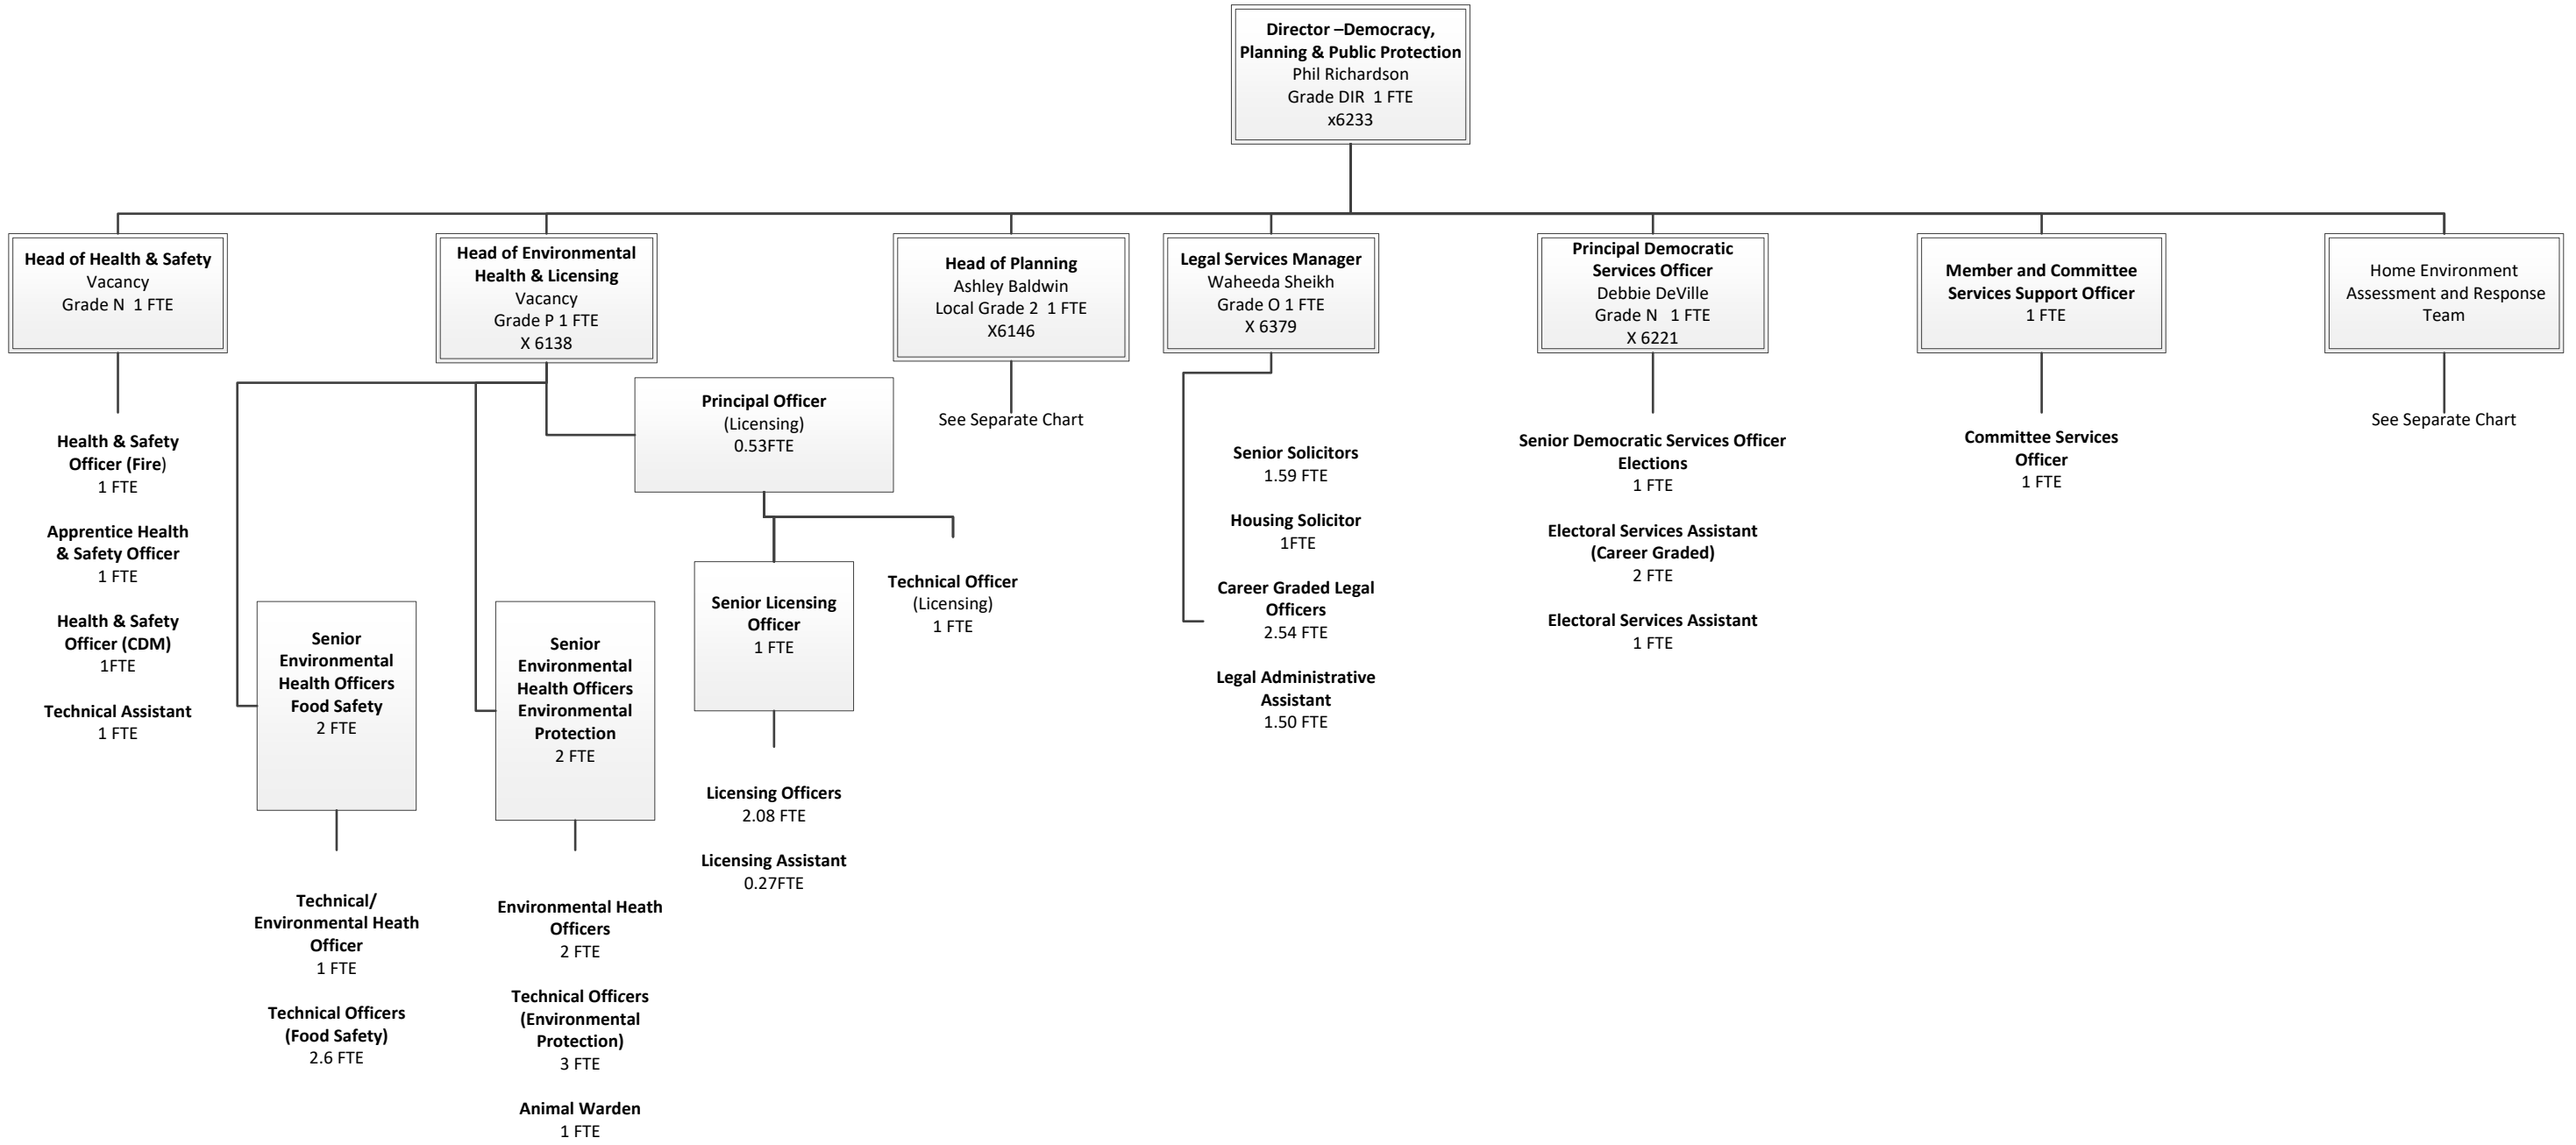 Director –Democracy,
Planning & Public Protection
Phil Richardson
Grade DIR 1 FTE
x6233
Head of Health & Safety
Vacancy
Grade N 1 FTE
Head of Environmental
Health & Licensing
Vacancy
Grade P 1 FTE
X 6138
Head of Planning
Ashley Baldwin
Local Grade 2 1 FTE
X6146
Legal Services Manager
Waheeda Sheikh
Grade O 1 FTE
X 6379
Principal Democratic
Services Officer
Debbie DeVille
Grade N 1 FTE
X 6221
Member and Committee
Services Support Officer
1 FTE
Home Environment
Assessment and Response
Team
Health & Safety
Officer (Fire)
1 FTE
Apprentice Health
& Safety Officer
1 FTE
Health & Safety
Officer (CDM)
1FTE
Technical Assistant
1 FTE
Senior
Environmental
Health Officers
Food Safety
2 FTE
Technical/
Environmental Heath
Officer
1 FTE
Technical Officers
(Food Safety)
2.6 FTE
Senior
Environmental
Health Officers
Environmental
Protection
2 FTE
Environmental Heath
Officers
2 FTE
Technical Officers
(Environmental
Protection)
3 FTE
Animal Warden
1 FTE
Principal Officer
(Licensing)
0.53FTE
Senior Licensing
Officer
1 FTE
Licensing Officers
2.08 FTE
Licensing Assistant
0.27FTE
Technical Officer
(Licensing)
1 FTE
See Separate Chart
Senior Solicitors
1.59 FTE
Housing Solicitor
1FTE
Career Graded Legal
Officers
2.54 FTE
Legal Administrative
Assistant
1.50 FTE
Senior Democratic Services Officer
Elections
1 FTE
Electoral Services Assistant
(Career Graded)
2 FTE
Electoral Services Assistant
1 FTE
Committee Services
Officer
1 FTE
See Separate Chart